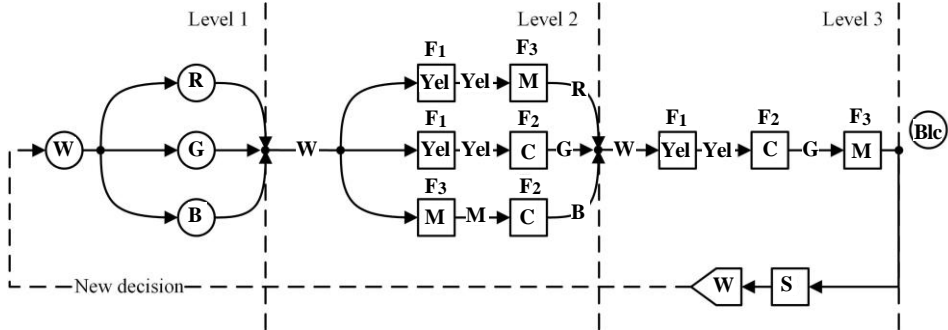 Level 1
Level 2
Level 3
F1 F3
R Yel Yel M R
F1 F2 F1 F2 F3 Blc
W G W Yel Yel C G W Yel Yel C G M
F3 F2
B M M C B
New decision W S